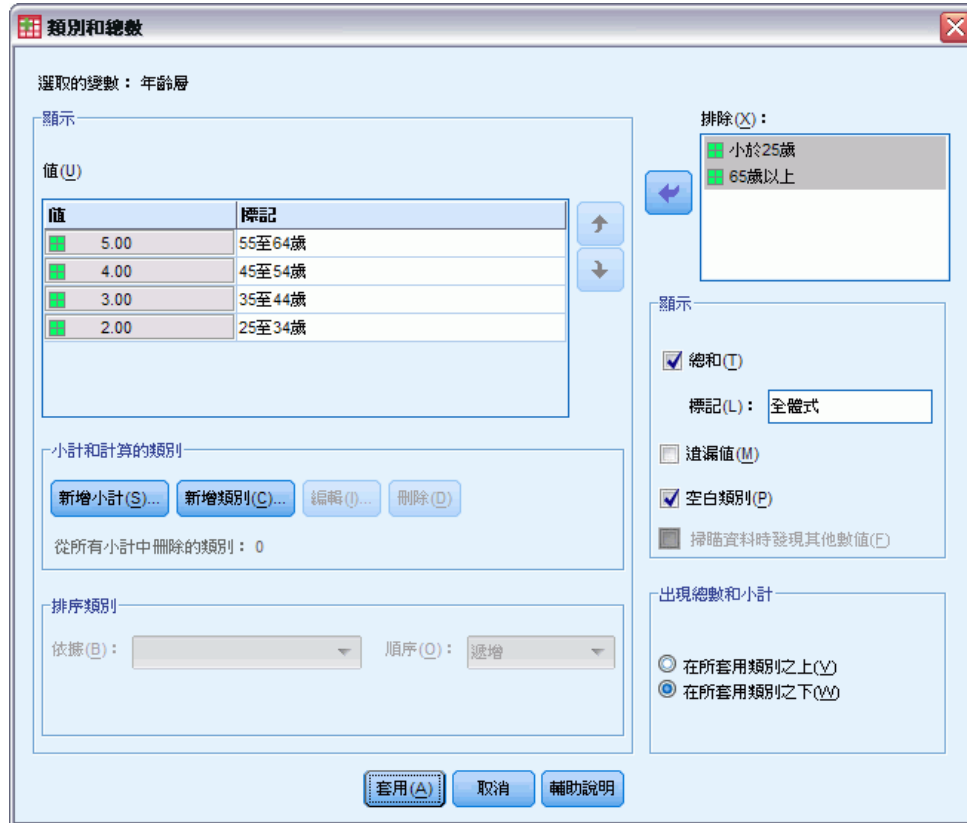 類別和總數
選取的變數： 年齡層
顯示
值(U)
值 標記
5.00 55至64歲
4.00 45至54歲
3.00 35至44歲
2.00 25至34歲
小計和計算的類別
新增小計(S)... 新增類別(C)... 編輯(I)... 刪除(D)
從所有小計中刪除的類別： 0
排序類別
依據(B)： 順序(O)： 遞增
排除(X)：
小於25歲
65歲以上
顯示
總和(T)
標記(L)： 全體式
遺漏值(M)
空白類別(P)
掃瞄資料時發現其他數值(F)
出現總數和小計
在所套用類別之上(V)
在所套用類別之下(W)
套用(A) 取消 輔助說明